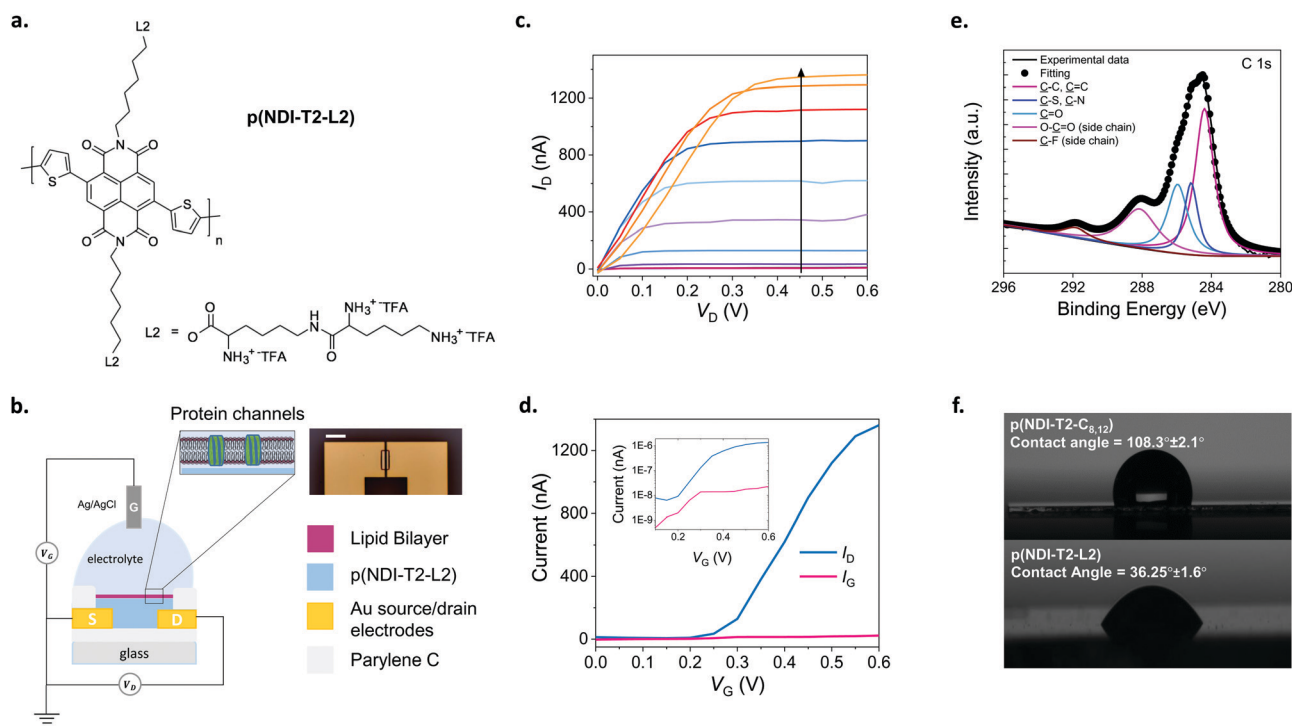 a.
L2
p(NDI-T2-L2)
O
N
O
S
S
n
O
N
O
L2
L2 =
O
O
NH3+ -TFA
H
N
O
NH3+ -TFA
NH3+ -TFA
b.
Protein channels
Ag/AgCl
G
electrolyte
VG
S
D
glass
VD
Lipid Bilayer
p(NDI-T2-L2)
Au source/drain
electrodes
Parylene C
c.
ID (nA)
1200
800
400
0
0.0 0.1 0.2 0.3 0.4 0.5 0.6
VD (V)
d.
Current (nA)
1200
800
400
0
0.0 0.1 0.2 0.3 0.4 0.5 0.6
VG (V)
Current (nA)
1E-6
1E-7
1E-8
1E-9
0.2 0.4 0.6
VG (V)
ID
IG
e.
C 1s
Experimental data
Fitting
C-C, C=C
C-S, C-N
C=O
O-C=O (side chain)
C-F (side chain)
Intensity (a.u.)
296 292 288 284 280
Binding Energy (eV)
f.
p(NDI-T2-C8,12)
Contact angle = 108.3°±2.1°
p(NDI-T2-L2)
Contact Angle = 36.25°±1.6°